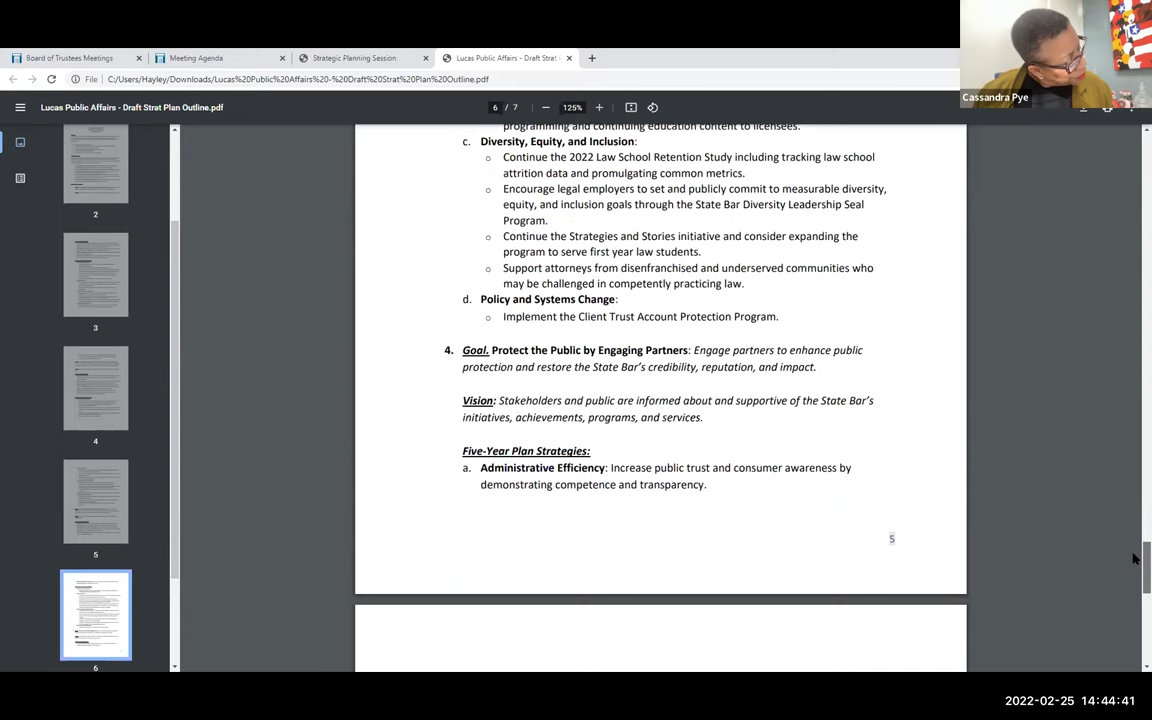 Board of Trustees Meetings
Meeting Agenda
Strategic Planning Session
Lucas Public Affairs - Draft Strat
File
C:/Users/Hayley/Downloads/Lucas%20Public%20Affairs%20-%20Draft%20Strat%20Plan%20Outline.pdf
Cassandra Pye
Lucas Public Affairs - Draft Strat Plan Outline.pdf
6 / 7
125%
programming and continuing education content to licensees.
c. Diversity, Equity, and Inclusion:
o Continue the 2022 Law School Retention Study including tracking law school
attrition data and promulgating common metrics.
o Encourage legal employers to set and publicly commit to measurable diversity,
equity, and inclusion goals through the State Bar Diversity Leadership Seal
Program.
o Continue the Strategies and Stories initiative and consider expanding the
program to serve first year law students.
o Support attorneys from disenfranchised and underserved communities who
may be challenged in competently practicing law.
d. Policy and Systems Change:
o Implement the Client Trust Account Protection Program.
4. Goal. Protect the Public by Engaging Partners: Engage partners to enhance public
protection and restore the State Bar's credibility, reputation, and impact.
Vision: Stakeholders and public are informed about and supportive of the State Bar's
initiatives, achievements, programs, and services.
Five-Year Plan Strategies:
a. Administrative Efficiency: Increase public trust and consumer awareness by
demonstrating competence and transparency.
5
2
3
4
5
6
2022-02-25 14:44:41